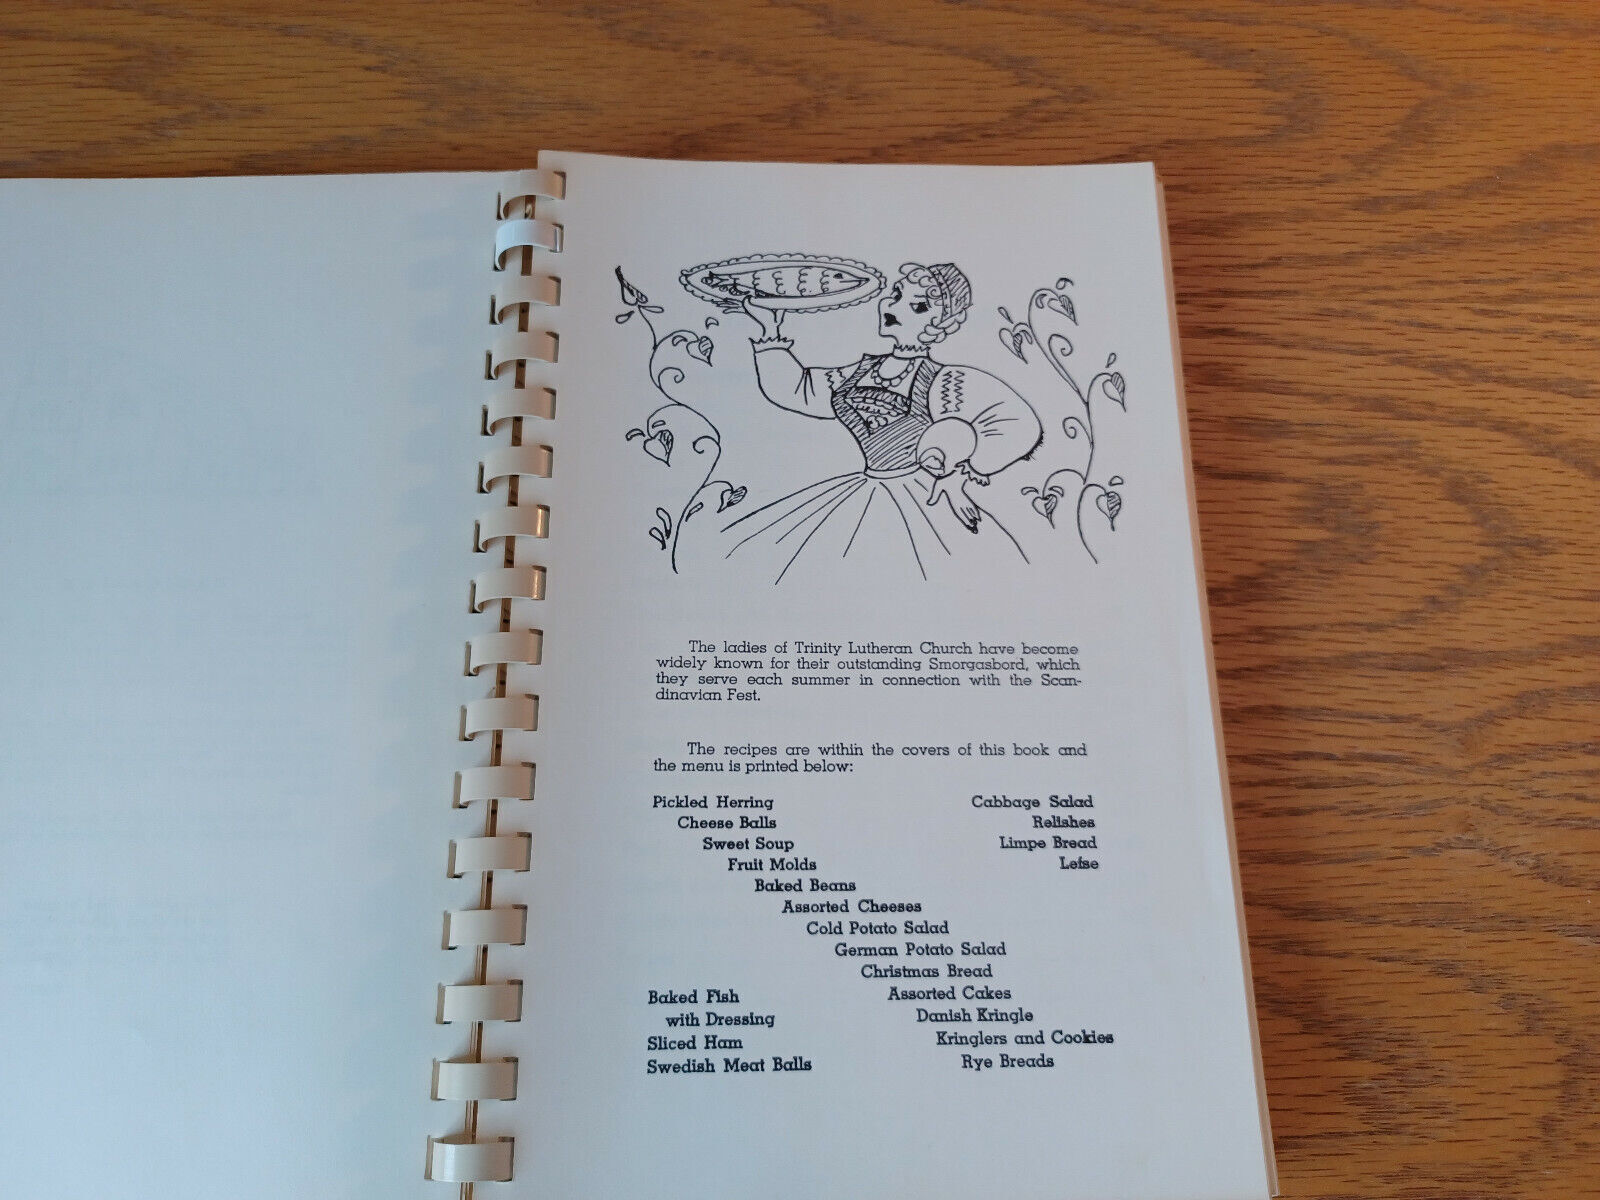 The ladies of Trinity Lutheran Church have become
widely known for their outstanding Smorgasbord, which
they serve each summer in connection with the Scan-
dinavian Fest.
The recipes are within the covers of this book and
the menu is printed below:
Pickled Herring
Cheese Balls
Sweet Soup
Fruit Molds
Baked Beans
Assorted Cheeses
Cold Potato Salad
German Potato Salad
Christmas Bread
Assorted Cakes
Danish Kringle
Kringlers and Cookies
Rye Breads
Cabbage Salad
Relishes
Limpe Bread
Lefse
Baked Fish
with Dressing
Sliced Ham
Swedish Meat Balls